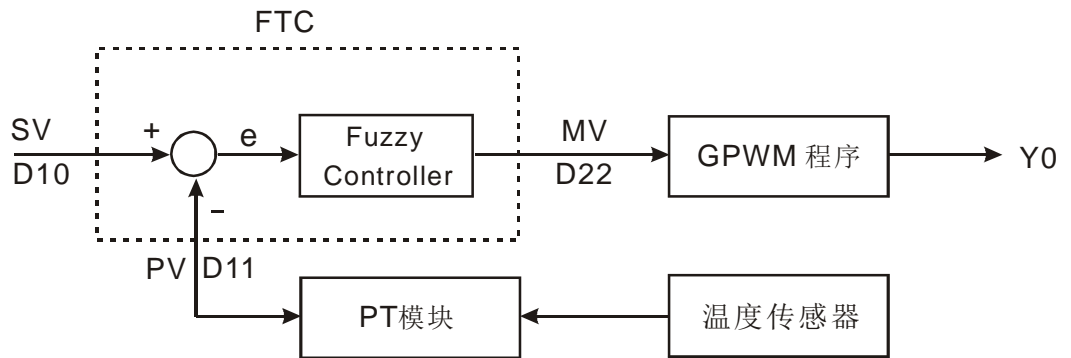 FTC
SV
D10
+
e
Fuzzy
Controller
MV
D22
GPWM 程序
Y0
–
PV D11
PT模块
温度传感器